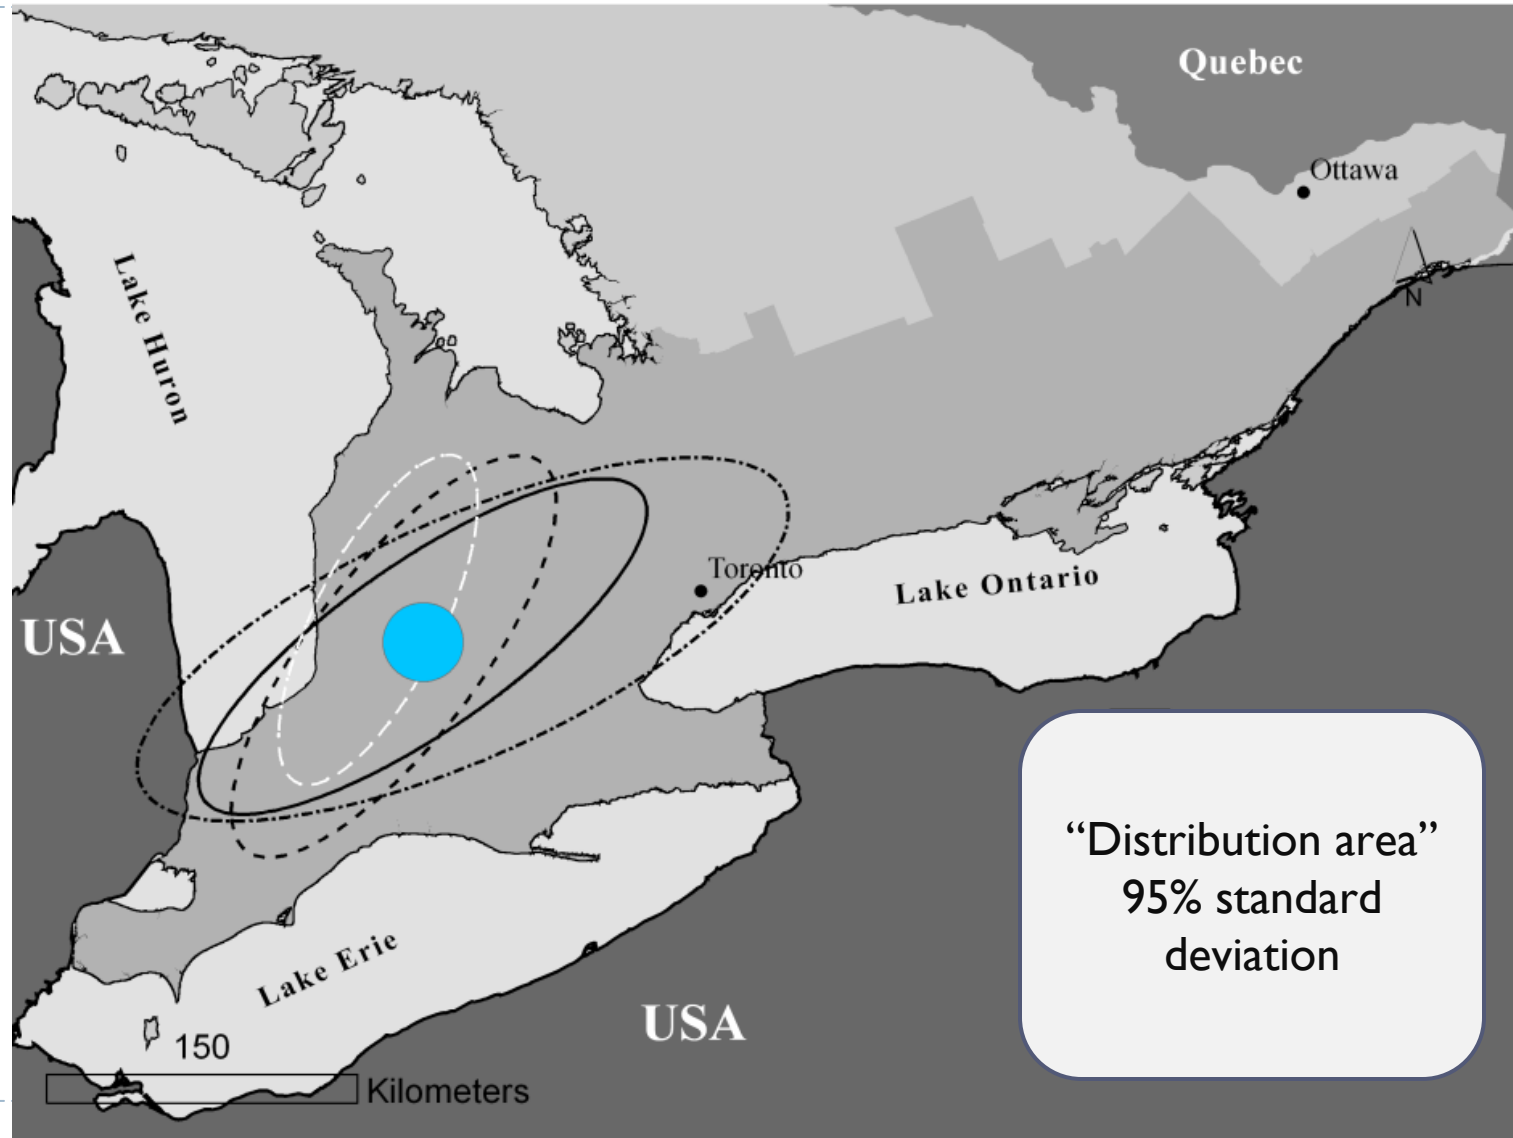 Quebec
Ottawa
N
Lake Huron
Toronto
Lake Ontario
USA
“Distribution area”
95% standard
deviation
Lake Erie
USA
150
Kilometers